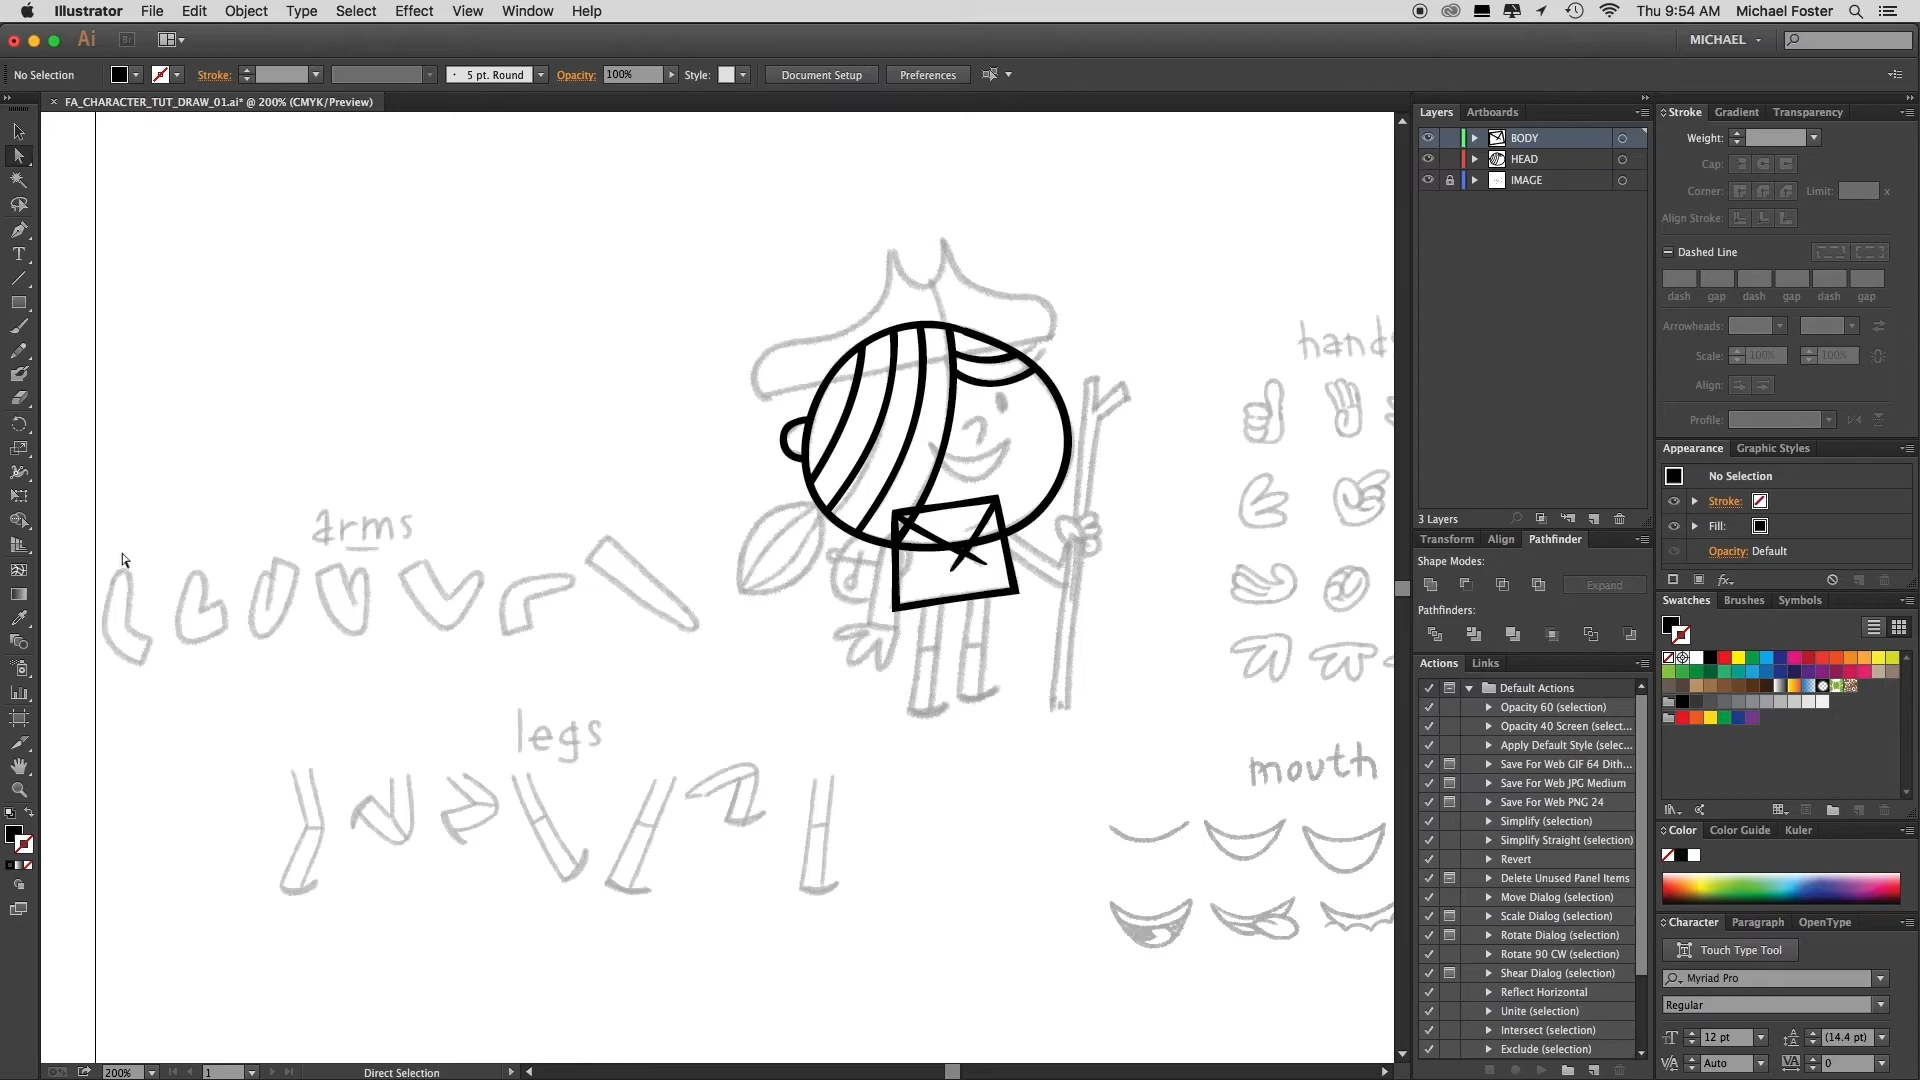 Illustrator File Edit Object Type Select Effect View Window Help Thu 9:54 AM Michael Foster
Ai Br MICHAEL
No Selection Stroke: 5 pt. Round Opacity: 100% Style: Document Setup Preferences
× FA_CHARACTER_TUT_DRAW_01.ai* @ 200% (CMYK/Preview)
arms
legs
hands
mouth
200% 1 Direct Selection
Layers Artboards
BODY
HEAD
IMAGE
3 Layers
Transform Align Pathfinder
Shape Modes:
Expand
Pathfinders:
Actions Links
Default Actions
Opacity 60 (selection)
Opacity 40 Screen (select...
Apply Default Style (selec...
Save For Web GIF 64 Dith...
Save For Web JPG Medium
Save For Web PNG 24
Simplify (selection)
Simplify Straight (selection)
Revert
Delete Unused Panel Items
Move Dialog (selection)
Scale Dialog (selection)
Rotate Dialog (selection)
Rotate 90 CW (selection)
Shear Dialog (selection)
Reflect Horizontal
Unite (selection)
Intersect (selection)
Exclude (selection)
Stroke Gradient Transparency
Weight:
Cap:
Corner: Limit: x
Align Stroke:
Dashed Line
dash gap dash gap dash gap
Arrowheads:
Scale: 100% 100%
Align:
Profile:
Appearance Graphic Styles
No Selection
Stroke:
Fill:
Opacity: Default
fx
Swatches Brushes Symbols
Color Color Guide Kuler
Character Paragraph OpenType
Touch Type Tool
Myriad Pro
Regular
12 pt (14.4 pt)
Auto 0